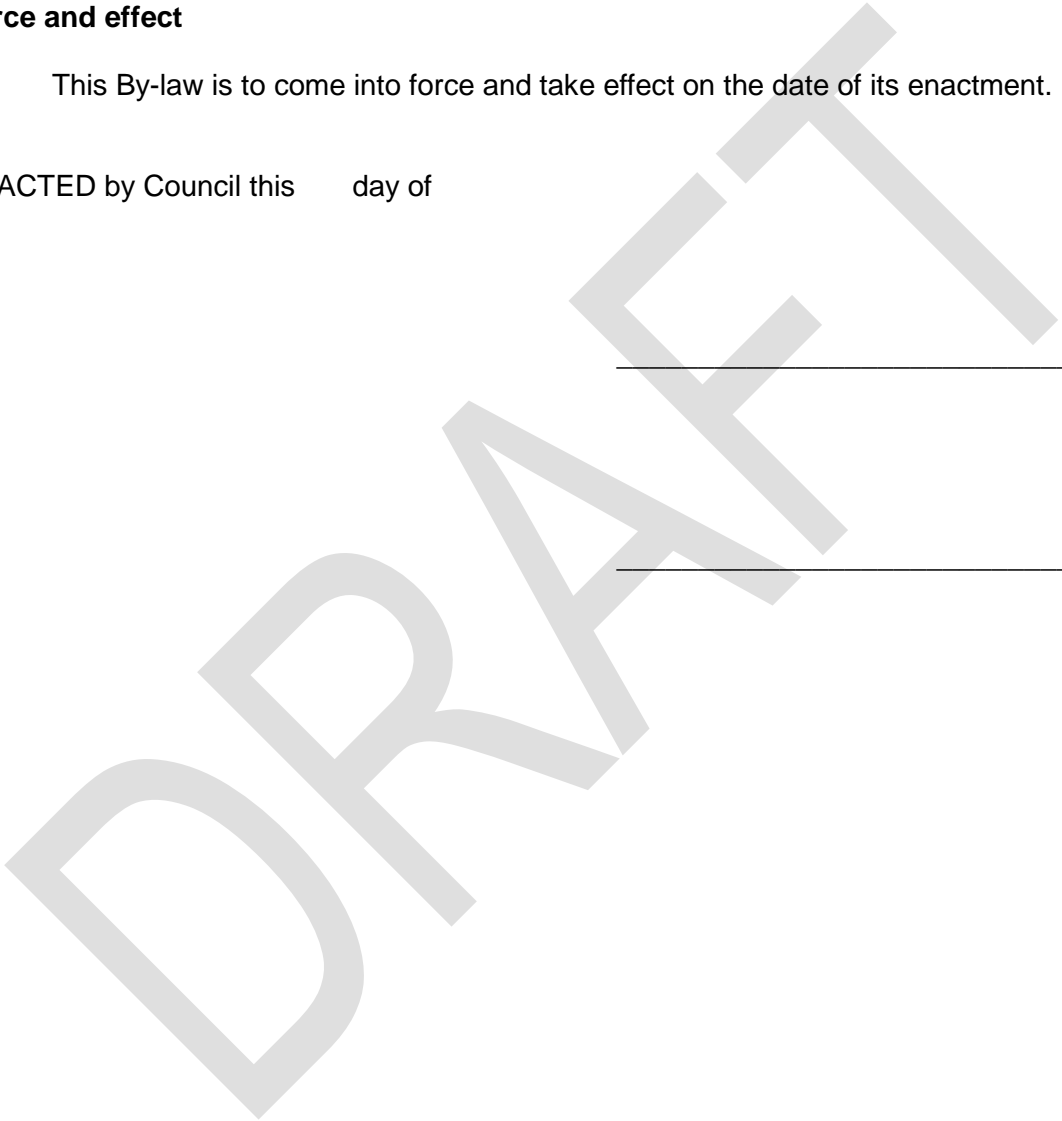 rce and effect
This By-law is to come into force and take effect on the date of its enactment.
ACTED by Council this day of
DRAFT